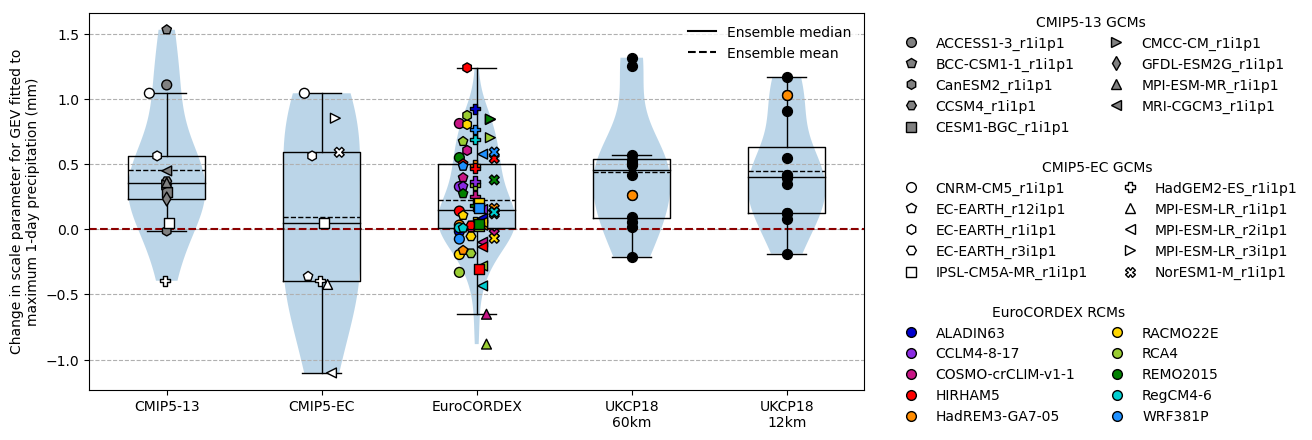 Change in scale parameter for GEV fitted to
maximum 1-day precipitation (mm)
1.5
1.0
0.5
0.0
−0.5
−1.0
Ensemble median
Ensemble mean
CMIP5-13
CMIP5-EC
EuroCORDEX
UKCP18
60km
UKCP18
12km
CMIP5-13 GCMs
ACCESS1-3_r1i1p1
BCC-CSM1-1_r1i1p1
CanESM2_r1i1p1
CCSM4_r1i1p1
CESM1-BGC_r1i1p1
CMCC-CM_r1i1p1
GFDL-ESM2G_r1i1p1
MPI-ESM-MR_r1i1p1
MRI-CGCM3_r1i1p1
CMIP5-EC GCMs
CNRM-CM5_r1i1p1
EC-EARTH_r12i1p1
EC-EARTH_r1i1p1
EC-EARTH_r3i1p1
IPSL-CM5A-MR_r1i1p1
HadGEM2-ES_r1i1p1
MPI-ESM-LR_r1i1p1
MPI-ESM-LR_r2i1p1
MPI-ESM-LR_r3i1p1
NorESM1-M_r1i1p1
EuroCORDEX RCMs
ALADIN63
CCLM4-8-17
COSMO-crCLIM-v1-1
HIRHAM5
HadREM3-GA7-05
RACMO22E
RCA4
REMO2015
RegCM4-6
WRF381P